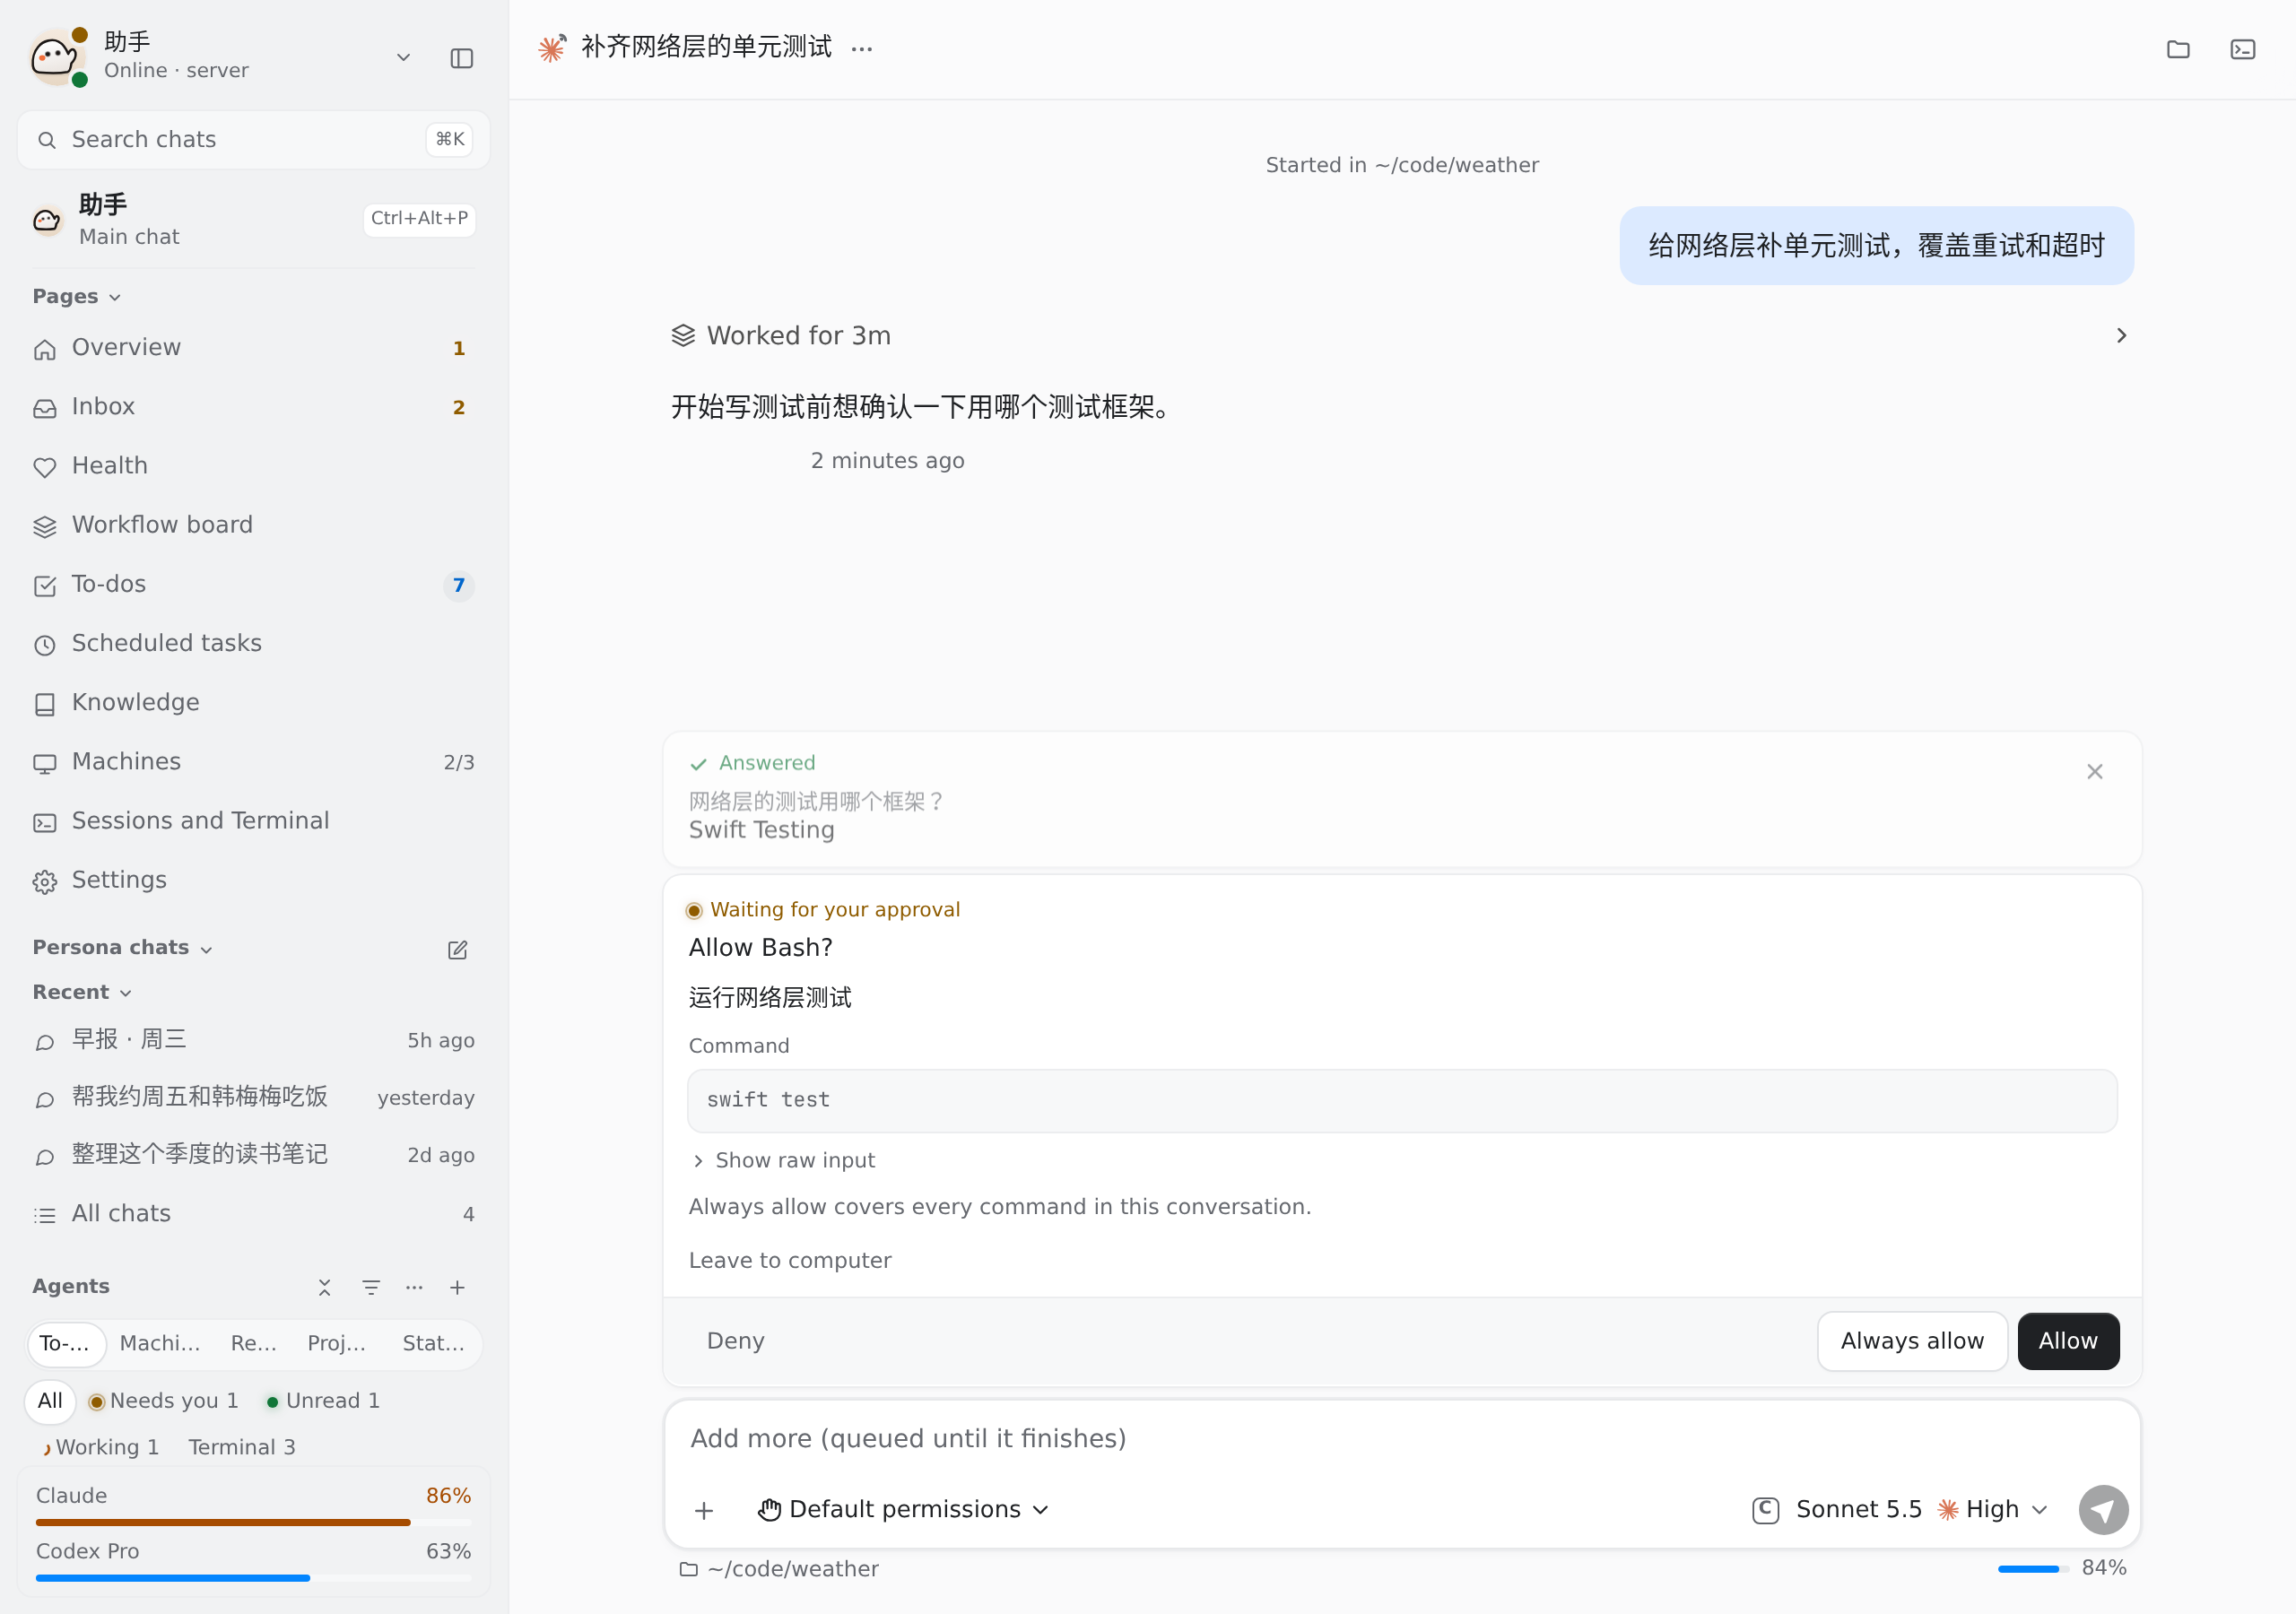 助手
Online · server
Search chats
⌘K
助手
Main chat
Ctrl+Alt+P
Pages
Overview
1
Inbox
2
Health
Workflow board
To-dos
7
Scheduled tasks
Knowledge
Machines
2/3
Sessions and Terminal
Settings
Persona chats
Recent
早报 · 周三
5h ago
帮我约周五和韩梅梅吃饭
yesterday
整理这个季度的读书笔记
2d ago
All chats
4
Agents
To-...
Machi...
Re...
Proj...
Stat...
All
Needs you 1
Unread 1
Working 1
Terminal 3
Claude
86%
Codex Pro
63%
补齐网络层的单元测试
Started in ~/code/weather
给网络层补单元测试，覆盖重试和超时
Worked for 3m
开始写测试前想确认一下用哪个测试框架。
2 minutes ago
Answered
网络层的测试用哪个框架？
Swift Testing
Waiting for your approval
Allow Bash?
运行网络层测试
Command
swift test
Show raw input
Always allow covers every command in this conversation.
Leave to computer
Deny
Always allow
Allow
Add more (queued until it finishes)
Default permissions
C
Sonnet 5.5
High
~/code/weather
84%